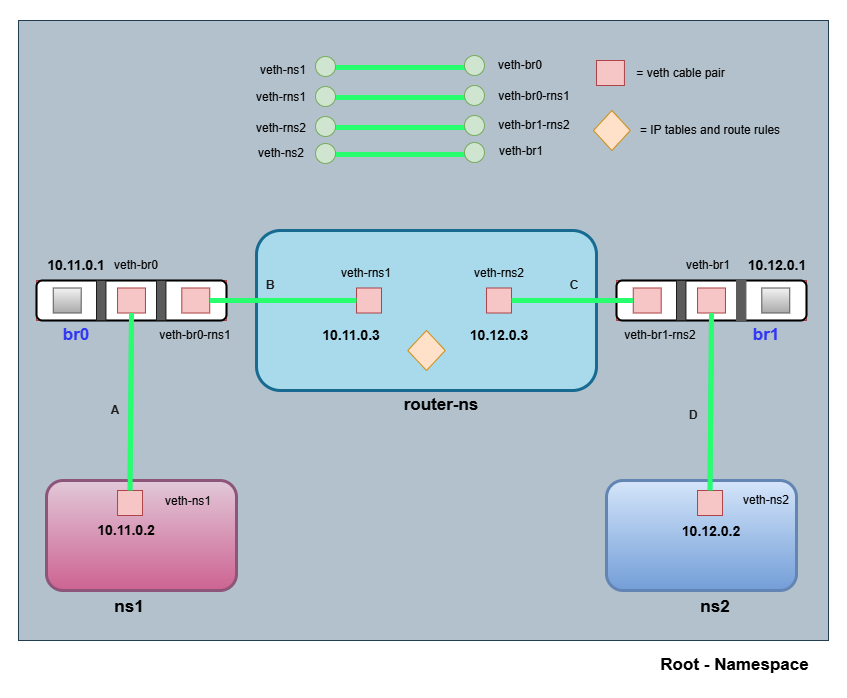 veth-ns1 veth-br0
= veth cable pair
veth-rns1 veth-br0-rns1
veth-rns2 veth-br1-rns2
= IP tables and route rules
veth-ns2 veth-br1
10.11.0.1 veth-br0
veth-br1 10.12.0.1
B veth-rns1 veth-rns2 C
br0 veth-br0-rns1
10.11.0.3 10.12.0.3
veth-br1-rns2 br1
router-ns
A
D
veth-ns1
10.11.0.2
veth-ns2
10.12.0.2
ns1
ns2
Root - Namespace